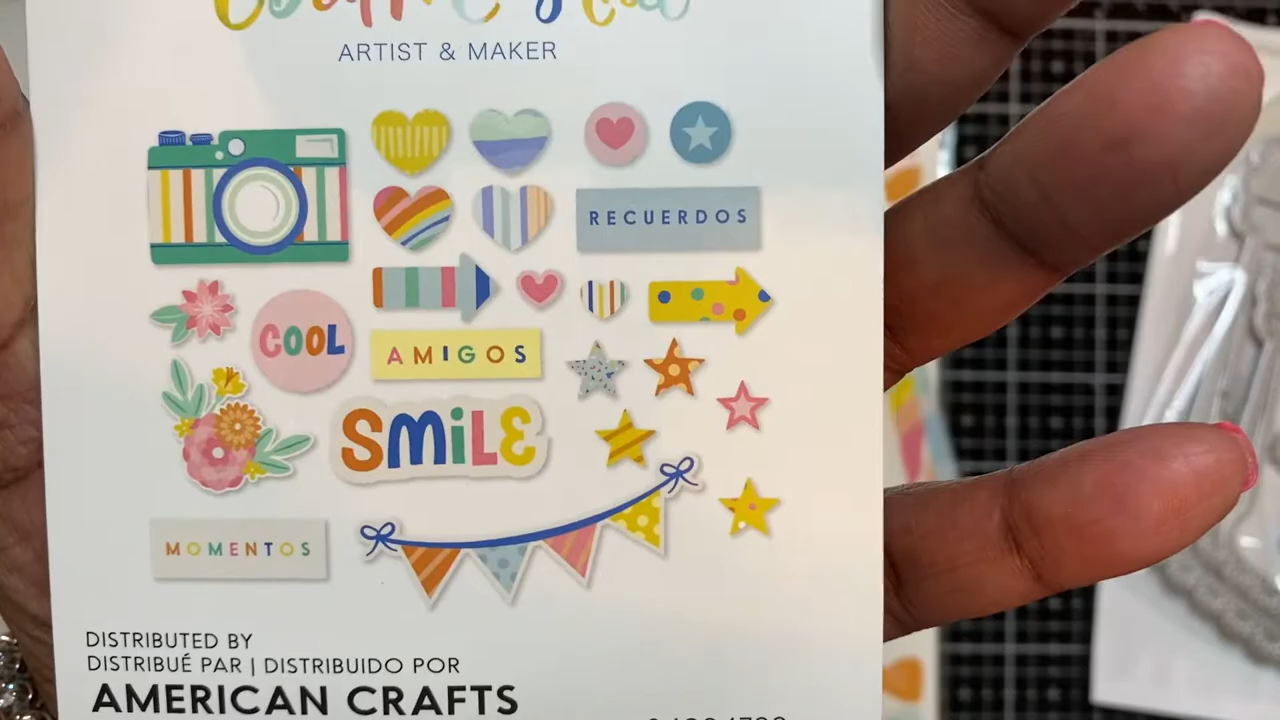 ARTIST & MAKER
RECUERDOS
COOL
AMIGOS
SMiLE
MOMENTOS
DISTRIBUTED BY
DISTRIBUÉ PAR | DISTRIBUIDO POR
AMERICAN CRAFTS